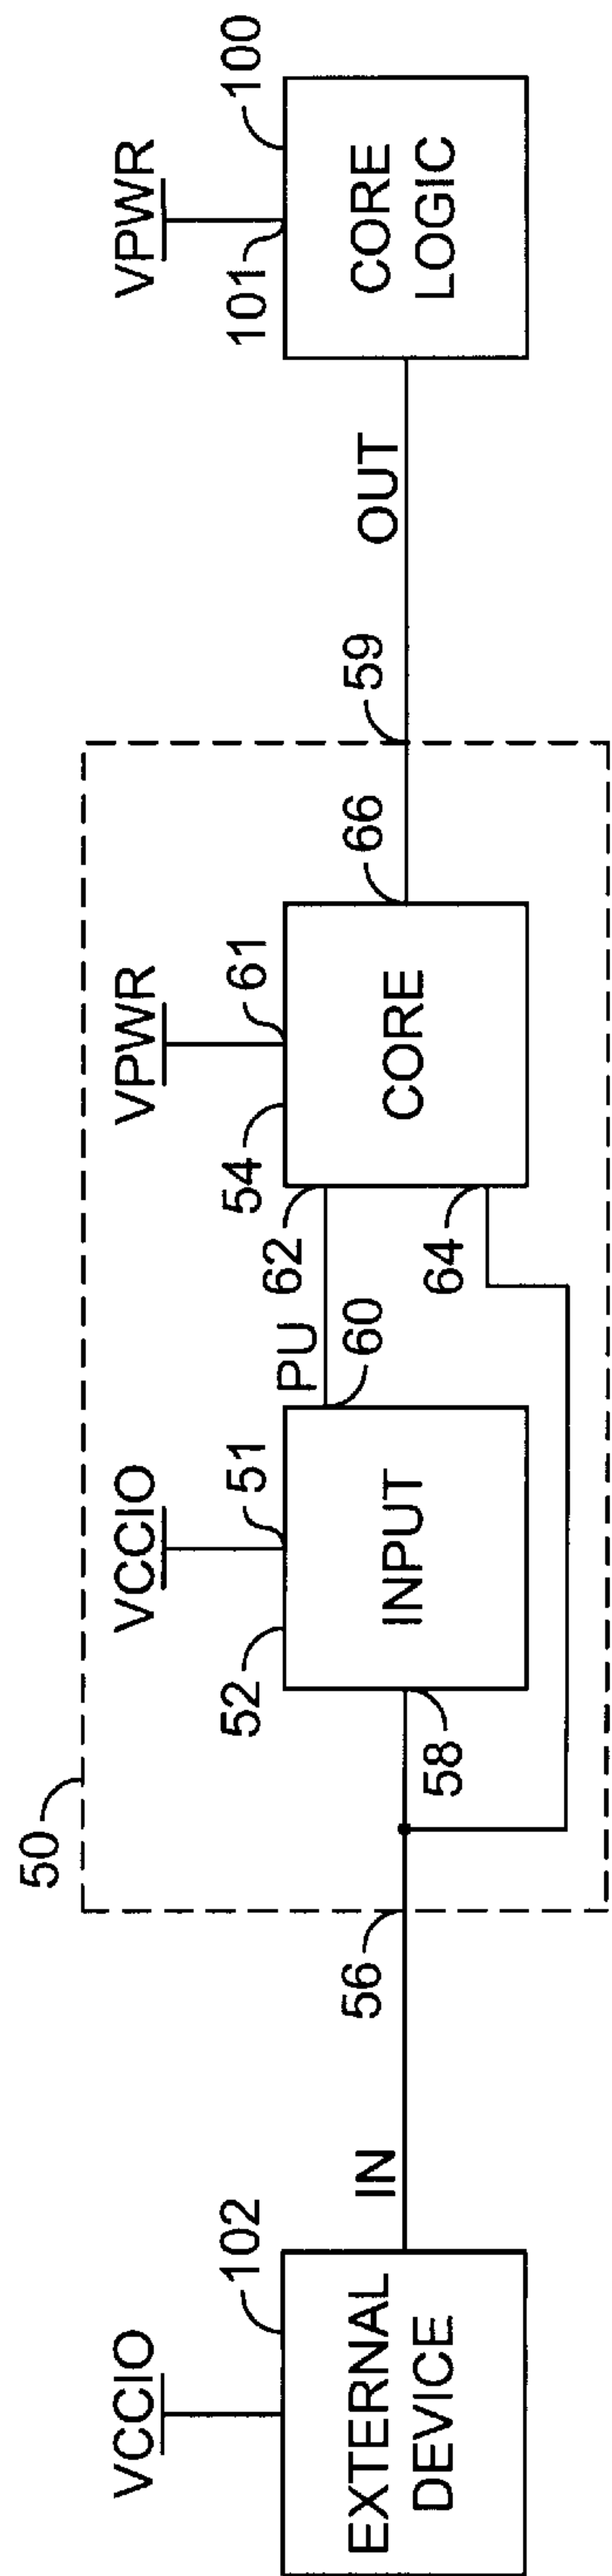 VCCIO
102
EXTERNAL
DEVICE
IN
56
50
VCCIO
52
51
INPUT
58
PU
60
VPWR
54
61
CORE
62
64
66
59
OUT
VPWR
101
100
CORE
LOGIC